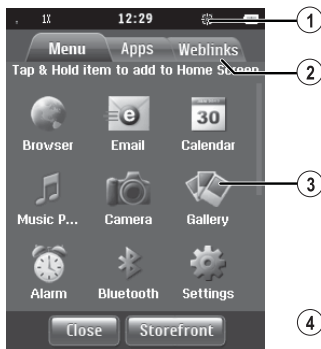 1X 12:29
1
Menu Apps Weblinks
2
Tap & Hold item to add to Home Screen
e 30
Browser Email Calendar
3
Music P... Camera Gallery
Alarm Bluetooth Settings
4
Close Storefront